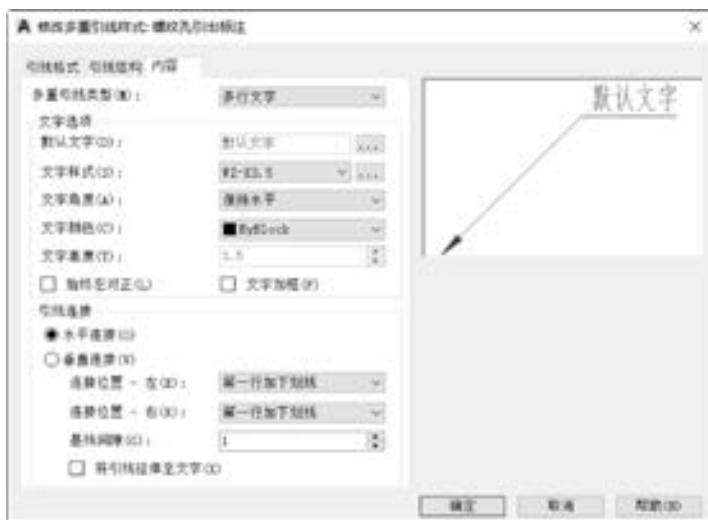 修改多重引线样式: 螺纹孔引出标注
引线格式 引线结构 内容
多重引线类型(M): 多行文字
文字选项
默认文字(D): 默认文字 ...
文字样式(S): ...
文字角度(A): 保持水平
文字颜色(C): ByBlock
文字高度(T): 3.5
始终左对正(L) 文字加框(F)
引线连接
水平连接(O)
垂直连接(V)
连接位置 - 左(E): 第一行加下划线
连接位置 - 右(R): 第一行加下划线
基线间隙(G): 1
将引线延伸至文字(X)
默认文字
确定 取消 帮助(H)